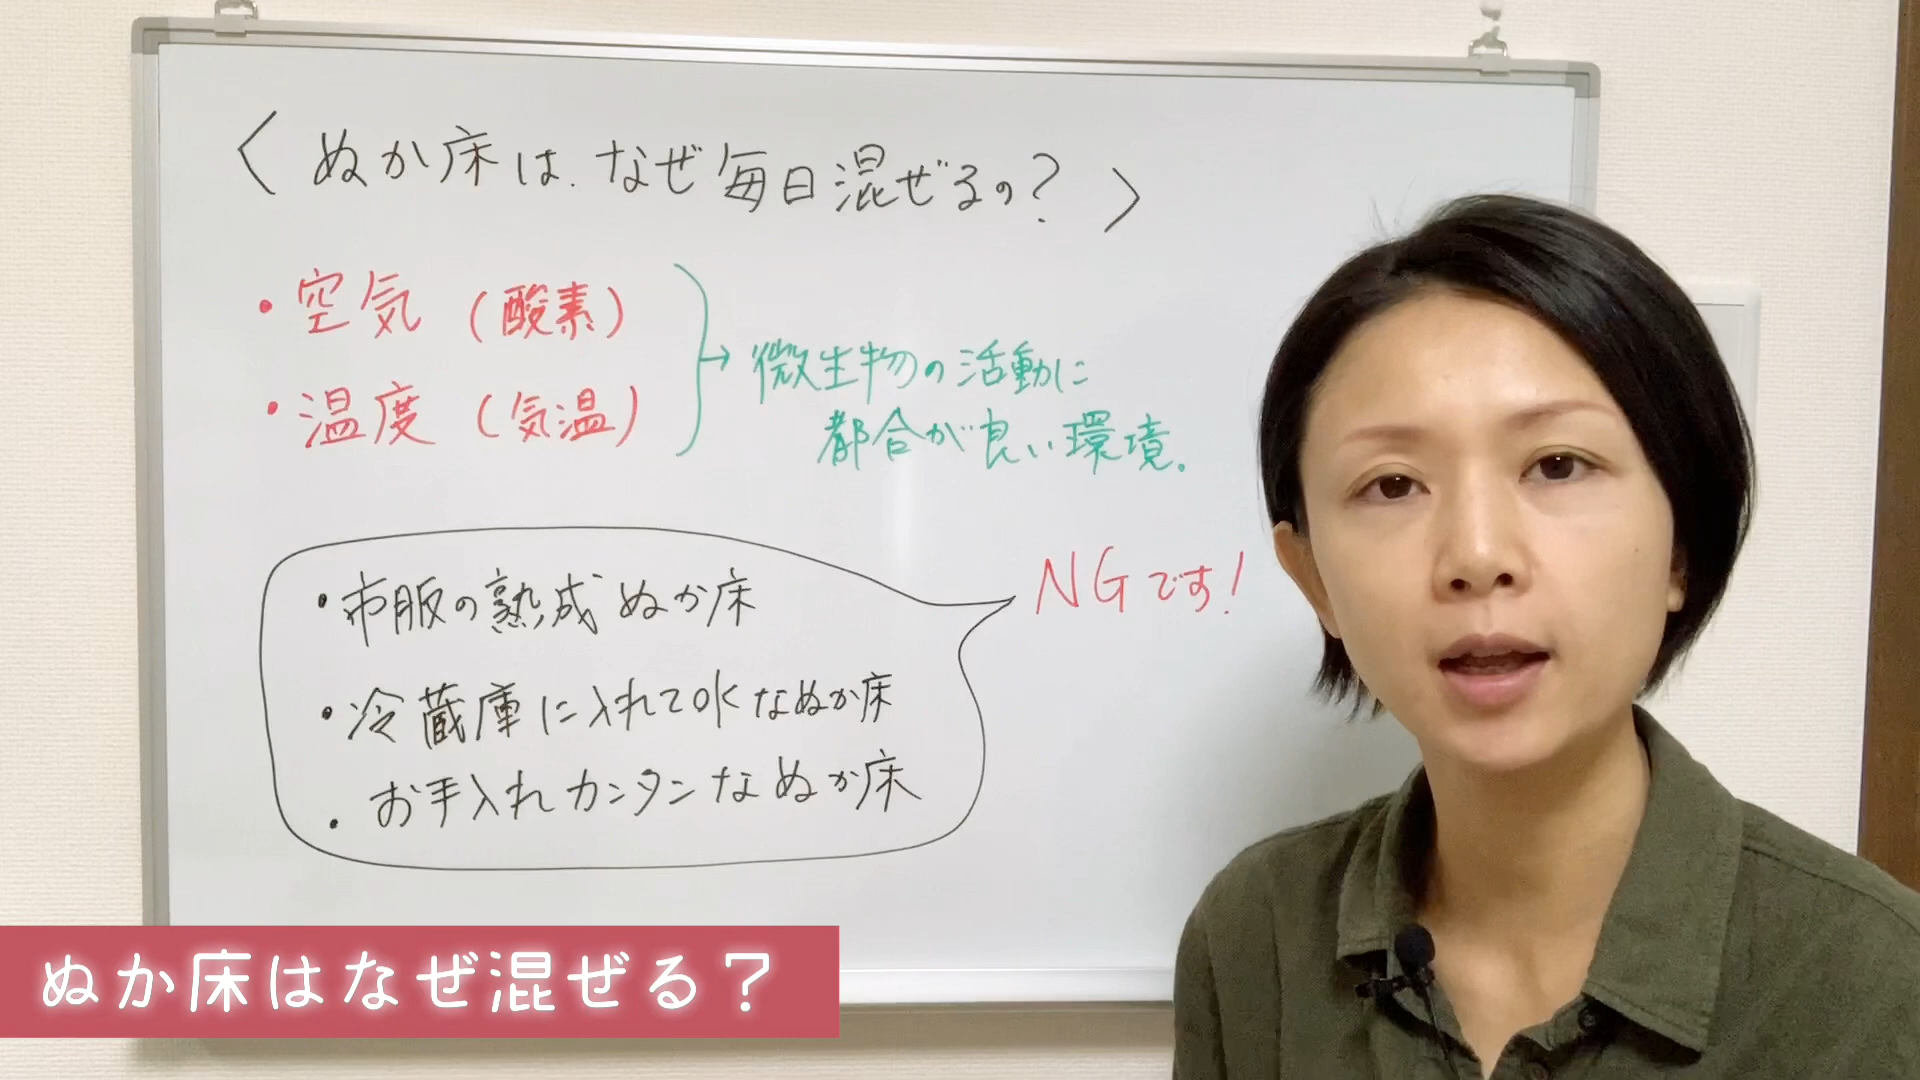 〈ぬか床は、なぜ毎日混ぜるの?〉
・空気(酸素)
・温度(気温)
→微生物の活動に
都合が良い環境。
・市販の熟成ぬか床
・冷蔵庫に入れてOKなぬか床
・お手入れカンタンなぬか床
NGです!
ぬか床はなぜ混ぜる?